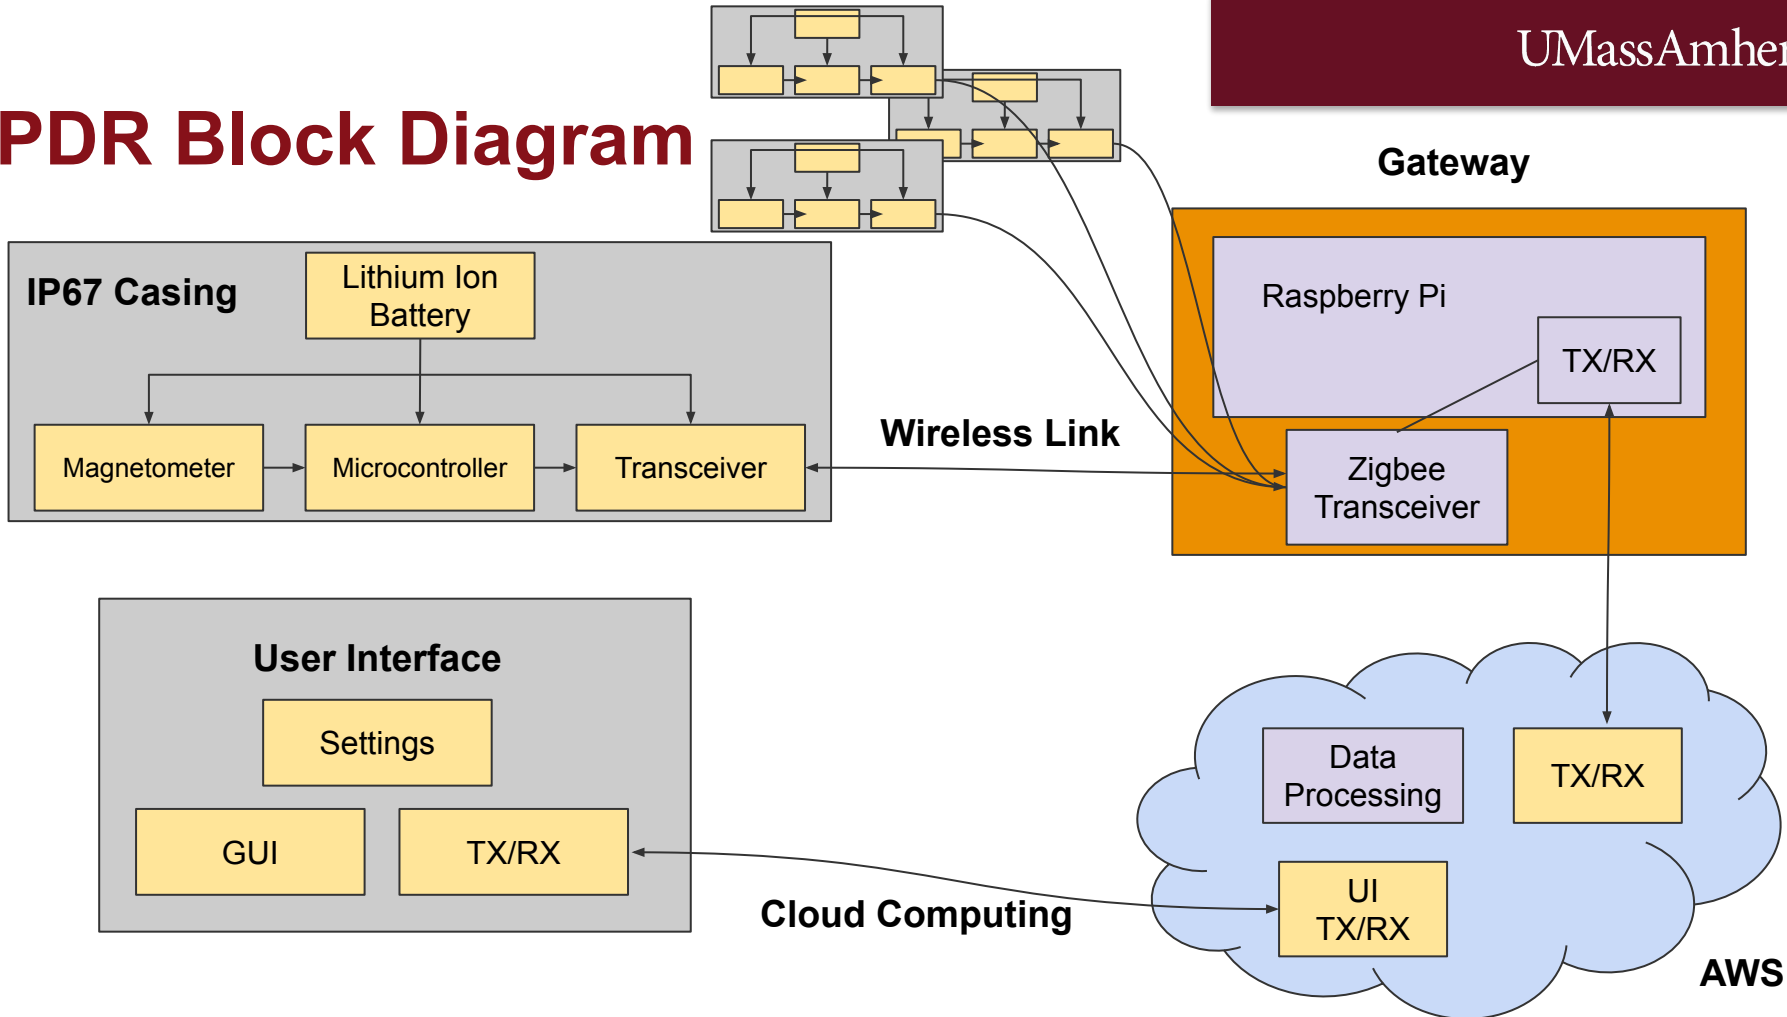 UMassAmher
PDR Block Diagram
Gateway
IP67 Casing
Lithium Ion
Battery
Raspberry Pi
TX/RX
Magnetometer
Microcontroller
Transceiver
Wireless Link
Zigbee
Transceiver
User Interface
Settings
GUI
TX/RX
Cloud Computing
Data
Processing
TX/RX
UI
TX/RX
AWS